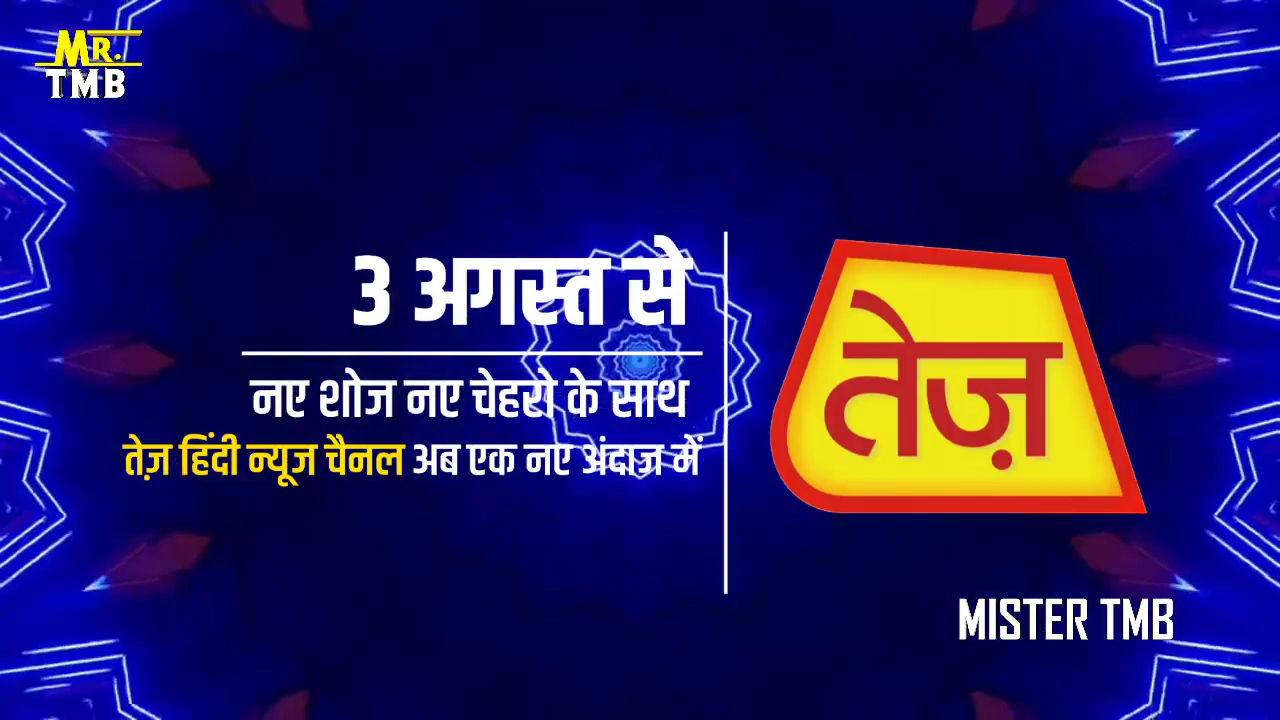 MR.
TMB
3 अगस्त से
नए शोज नए चेहरो के साथ
तेज़ हिंदी न्यूज चैनल अब एक नए अंदाज में
तेज़
MISTER TMB